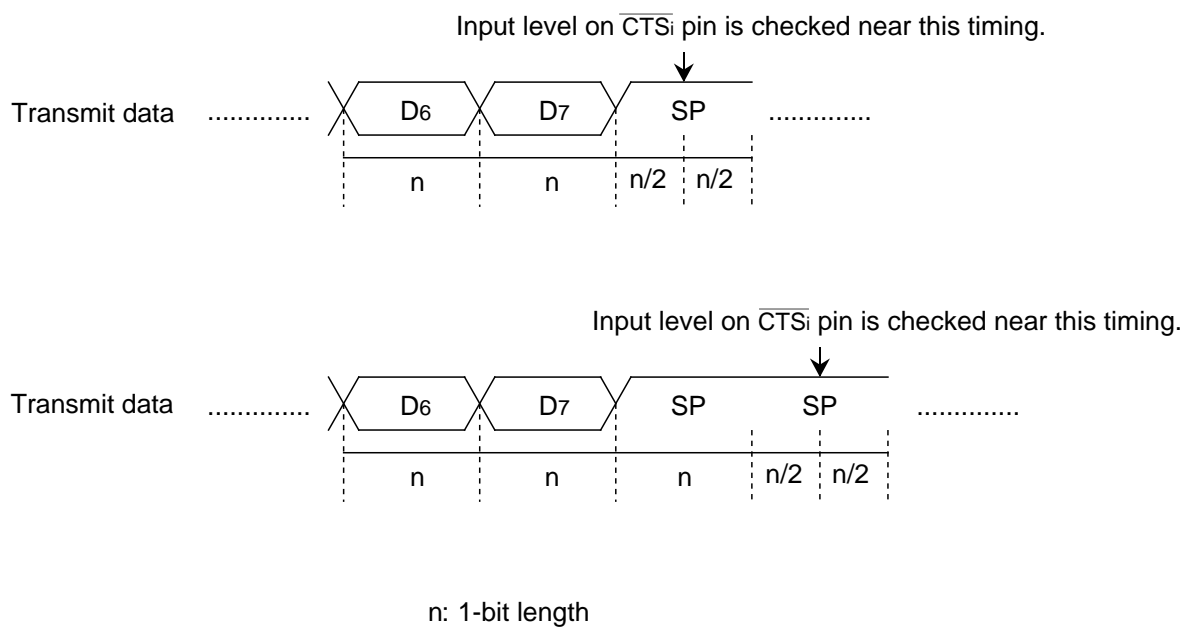 Input level on CTSi pin is checked near this timing.
Transmit data .............. D6 D7 SP ..............
n n n/2 n/2
Input level on CTSi pin is checked near this timing.
Transmit data .............. D6 D7 SP SP ..............
n n n n/2 n/2
n: 1-bit length